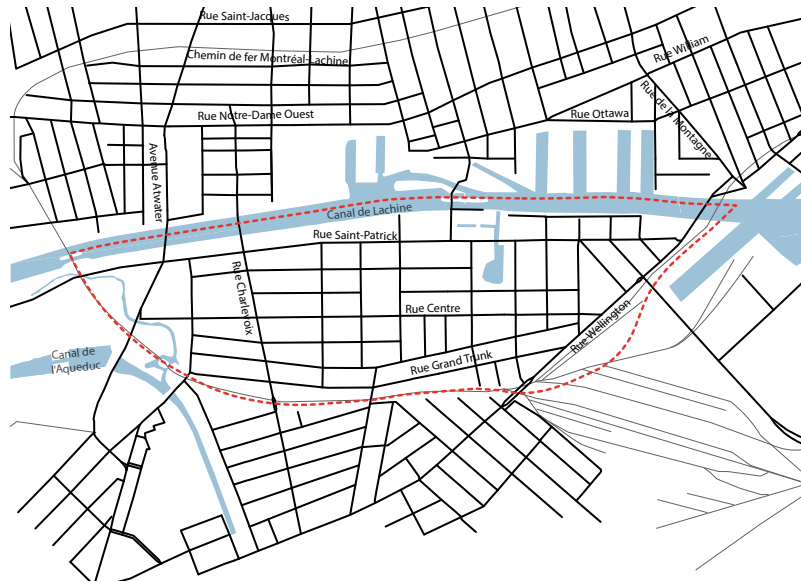 Rue Saint-Jacques
Rue William
Chemin de fer Montréal-Lachine
Rue de la Montagne
Rue Notre-Dame Ouest
Rue Ottawa
Avenue Atwater
Canal de Lachine
Rue Saint-Patrick
Rue Charlevoix
Rue Centre
Rue Wellington
Canal de
l'Aqueduc
Rue Grand Trunk